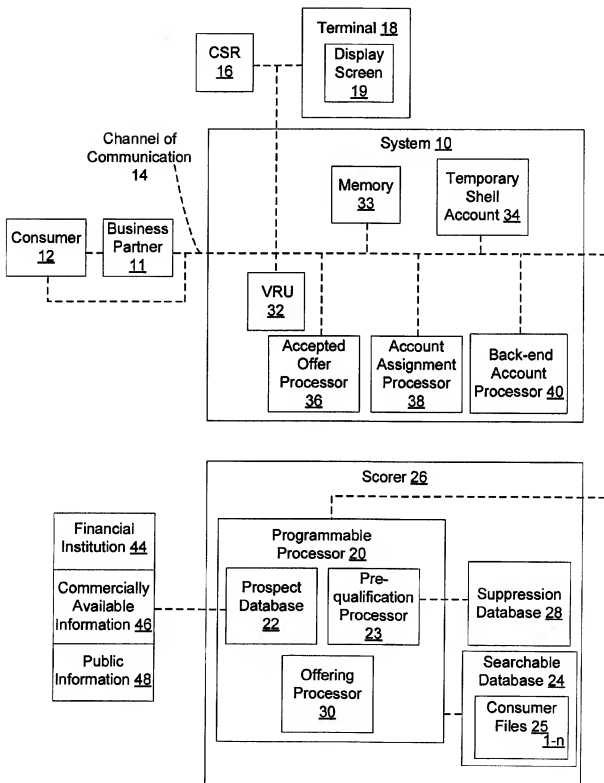 Terminal 18
CSR
16
Display
Screen
19
Channel of
Communication
14
System 10
Memory
33
Temporary
Shell
Account 34
Consumer
12
Business
Partner
11
VRU
32
Accepted
Offer
Processor
36
Account
Assignment
Processor
38
Back-end
Account
Processor
40
Scorer 26
Financial
Institution 44
Commercially
Available
Information 46
Public
Information 48
Programmable
Processor 20
Prospect
Database
22
Pre-
qualification
Processor
23
Suppression
Database
28
Offering
Processor
30
Searchable
Database 24
Consumer
Files 25
1-n